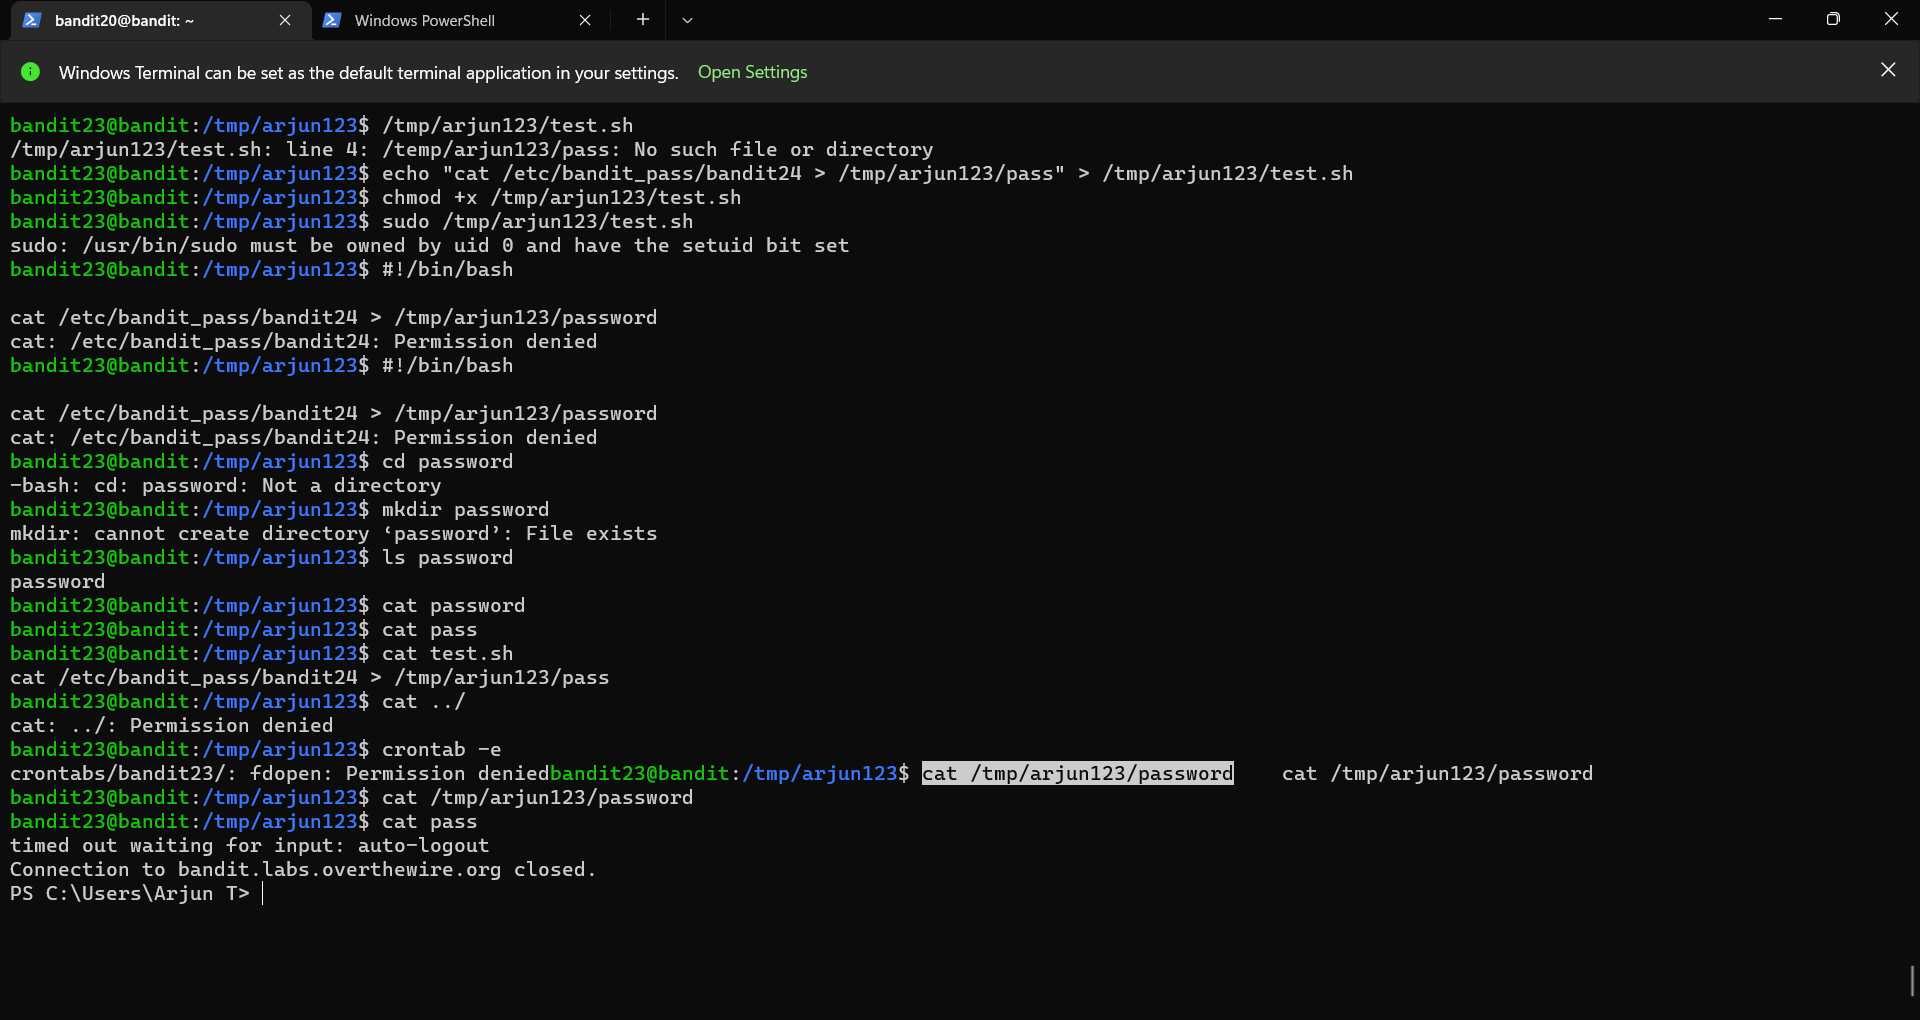 bandit20@bandit: ~
Windows PowerShell
Windows Terminal can be set as the default terminal application in your settings. Open Settings
bandit23@bandit:/tmp/arjun123$ /tmp/arjun123/test.sh
/tmp/arjun123/test.sh: line 4: /temp/arjun123/pass: No such file or directory
bandit23@bandit:/tmp/arjun123$ echo "cat /etc/bandit_pass/bandit24 > /tmp/arjun123/pass" > /tmp/arjun123/test.sh
bandit23@bandit:/tmp/arjun123$ chmod +x /tmp/arjun123/test.sh
bandit23@bandit:/tmp/arjun123$ sudo /tmp/arjun123/test.sh
sudo: /usr/bin/sudo must be owned by uid 0 and have the setuid bit set
bandit23@bandit:/tmp/arjun123$ #!/bin/bash
cat /etc/bandit_pass/bandit24 > /tmp/arjun123/password
cat: /etc/bandit_pass/bandit24: Permission denied
bandit23@bandit:/tmp/arjun123$ #!/bin/bash
cat /etc/bandit_pass/bandit24 > /tmp/arjun123/password
cat: /etc/bandit_pass/bandit24: Permission denied
bandit23@bandit:/tmp/arjun123$ cd password
-bash: cd: password: Not a directory
bandit23@bandit:/tmp/arjun123$ mkdir password
mkdir: cannot create directory ‘password’: File exists
bandit23@bandit:/tmp/arjun123$ ls password
password
bandit23@bandit:/tmp/arjun123$ cat password
bandit23@bandit:/tmp/arjun123$ cat pass
bandit23@bandit:/tmp/arjun123$ cat test.sh
cat /etc/bandit_pass/bandit24 > /tmp/arjun123/pass
bandit23@bandit:/tmp/arjun123$ cat ../
cat: ../: Permission denied
bandit23@bandit:/tmp/arjun123$ crontab -e
crontabs/bandit23/: fdopen: Permission deniedbandit23@bandit:/tmp/arjun123$ cat /tmp/arjun123/password    cat /tmp/arjun123/password
bandit23@bandit:/tmp/arjun123$ cat /tmp/arjun123/password
bandit23@bandit:/tmp/arjun123$ cat pass
timed out waiting for input: auto-logout
Connection to bandit.labs.overthewire.org closed.
PS C:\Users\Arjun T>